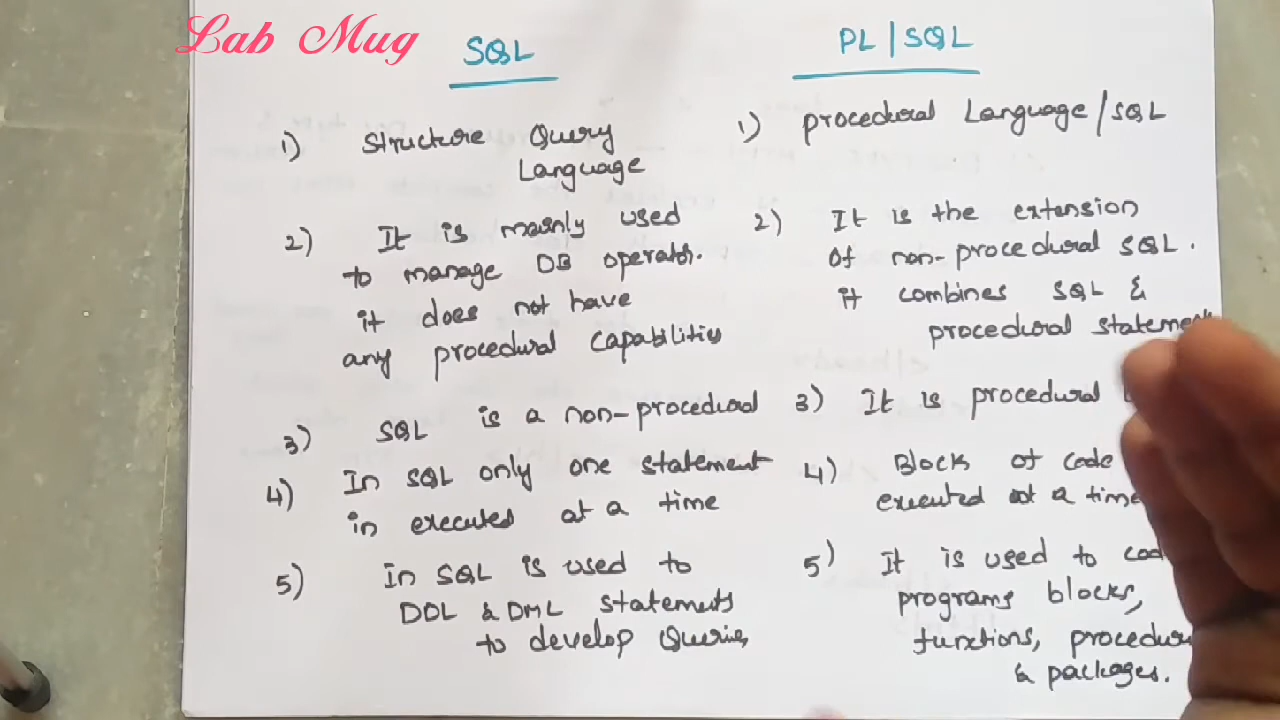 Lab Mug
SQL
1) Structure Query
Language
2) It is mainly used
to manage DB operator.
it does not have
any procedural capabilities
3) SQL is a non-procedural
4) In SQL only one statement
in executed at a time
5) In SQL is used to
DDL & DML statements
to develop Queries
PL/SQL
1) procedural Language/SQL
2) It is the extension
of non-procedural SQL.
it combines SQL &
procedural statement
3) It is procedural
4) Block of code
executed at a time
5) It is used to
programs blocks,
functions,
& packages.